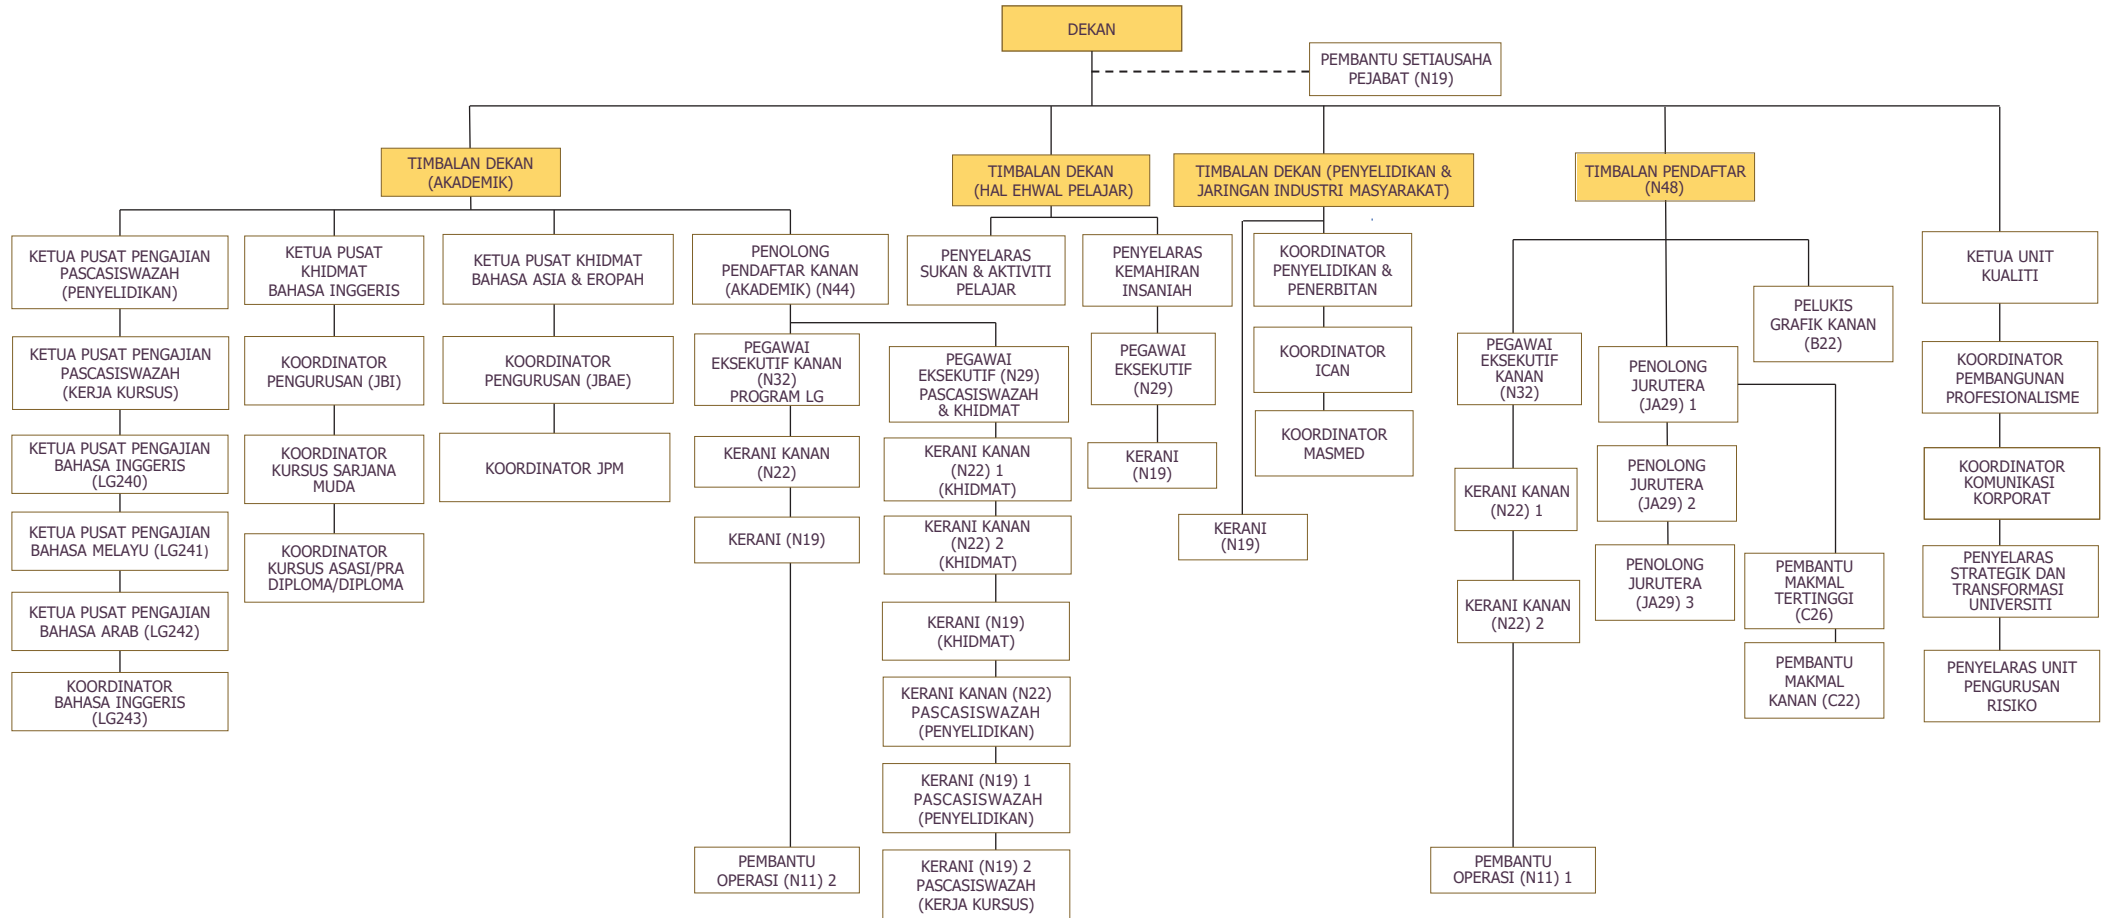 DEKAN
PEMBANTU SETIAUSAHA
PEJABAT (N19)
TIMBALAN DEKAN
(AKADEMIK)
TIMBALAN DEKAN
(HAL EHWAL PELAJAR)
TIMBALAN DEKAN (PENYELIDIKAN &
JARINGAN INDUSTRI MASYARAKAT)
TIMBALAN PENDAFTAR
(N48)
KETUA PUSAT PENGAJIAN
PASCASISWAZAH
(PENYELIDIKAN)
KETUA PUSAT PENGAJIAN
PASCASISWAZAH
(KERJA KURSUS)
KETUA PUSAT PENGAJIAN
BAHASA INGGERIS
(LG240)
KETUA PUSAT PENGAJIAN
BAHASA MELAYU (LG241)
KETUA PUSAT PENGAJIAN
BAHASA ARAB (LG242)
KOORDINATOR
BAHASA INGGERIS
(LG243)
KETUA PUSAT
KHIDMAT
BAHASA INGGERIS
KOORDINATOR
PENGURUSAN (JBI)
KOORDINATOR
KURSUS SARJANA
MUDA
KOORDINATOR
KURSUS ASASI/PRA
DIPLOMA/DIPLOMA
KETUA PUSAT KHIDMAT
BAHASA ASIA & EROPAH
KOORDINATOR
PENGURUSAN (JBAE)
KOORDINATOR JPM
PENOLONG
PENDAFTAR KANAN
(AKADEMIK) (N44)
PEGAWAI
EKSEKUTIF KANAN
(N32)
PROGRAM LG
KERANI KANAN
(N22)
KERANI (N19)
PEMBANTU
OPERASI (N11) 2
PEGAWAI
EKSEKUTIF (N29)
PASCASISWAZAH
& KHIDMAT
KERANI KANAN
(N22) 1
(KHIDMAT)
KERANI KANAN
(N22) 2
(KHIDMAT)
KERANI (N19)
(KHIDMAT)
KERANI KANAN (N22)
PASCASISWAZAH
(PENYELIDIKAN)
KERANI (N19) 1
PASCASISWAZAH
(PENYELIDIKAN)
KERANI (N19) 2
PASCASISWAZAH
(KERJA KURSUS)
PENYELARAS
SUKAN & AKTIVITI
PELAJAR
PENYELARAS
KEMAHIRAN
INSANIAH
PEGAWAI
EKSEKUTIF
(N29)
KERANI
(N19)
KERANI
(N19)
KOORDINATOR
PENYELIDIKAN &
PENERBITAN
KOORDINATOR
ICAN
KOORDINATOR
MASMED
PEGAWAI
EKSEKUTIF
KANAN
(N32)
KERANI KANAN
(N22) 1
KERANI KANAN
(N22) 2
PEMBANTU
OPERASI (N11) 1
PENOLONG
JURUTERA
(JA29) 1
PENOLONG
JURUTERA
(JA29) 2
PENOLONG
JURUTERA
(JA29) 3
PELUKIS
GRAFIK KANAN
(B22)
PEMBANTU
MAKMAL
TERTINGGI
(C26)
PEMBANTU
MAKMAL
KANAN (C22)
KETUA UNIT
KUALITI
KOORDINATOR
PEMBANGUNAN
PROFESIONALISME
KOORDINATOR
KOMUNIKASI
KORPORAT
PENYELARAS
STRATEGIK DAN
TRANSFORMASI
UNIVERSITI
PENYELARAS UNIT
PENGURUSAN
RISIKO